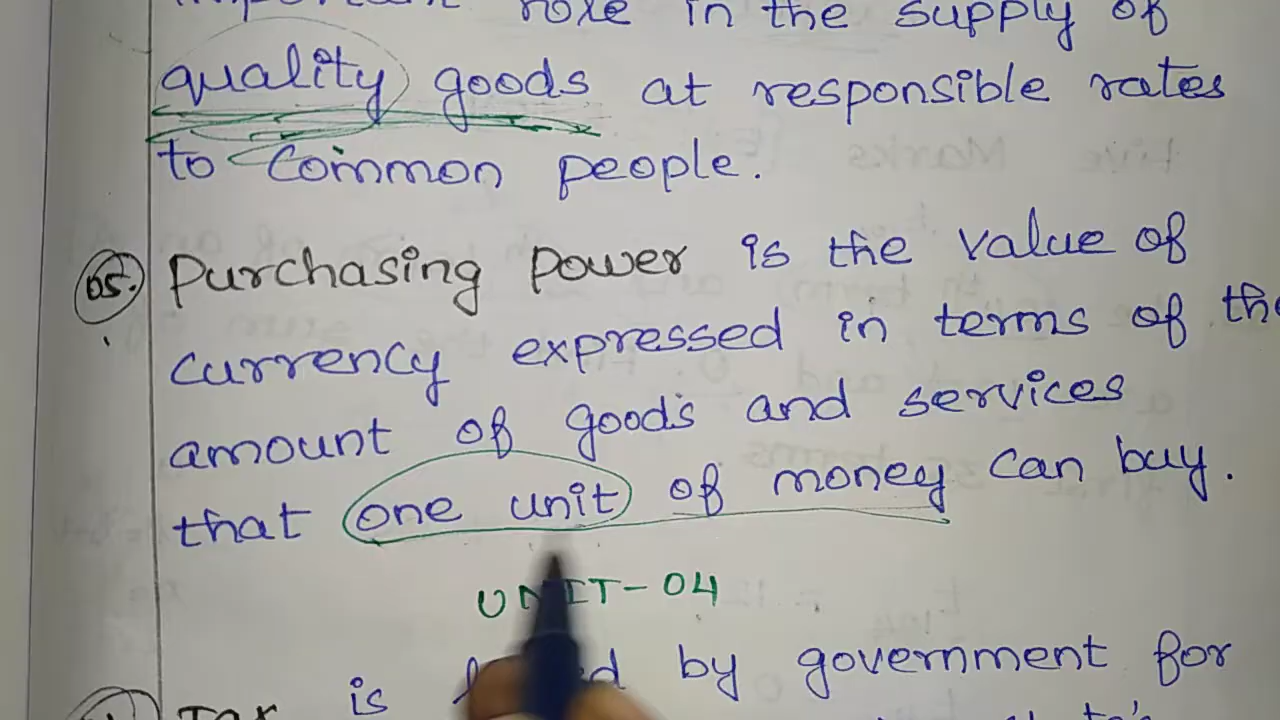 important role in the supply of
quality goods at responsible rates
to common people.
05. Purchasing power is the value of
currency expressed in terms of the
amount of goods and services
that one unit of money can buy.
UNIT-04
Tax is by government for